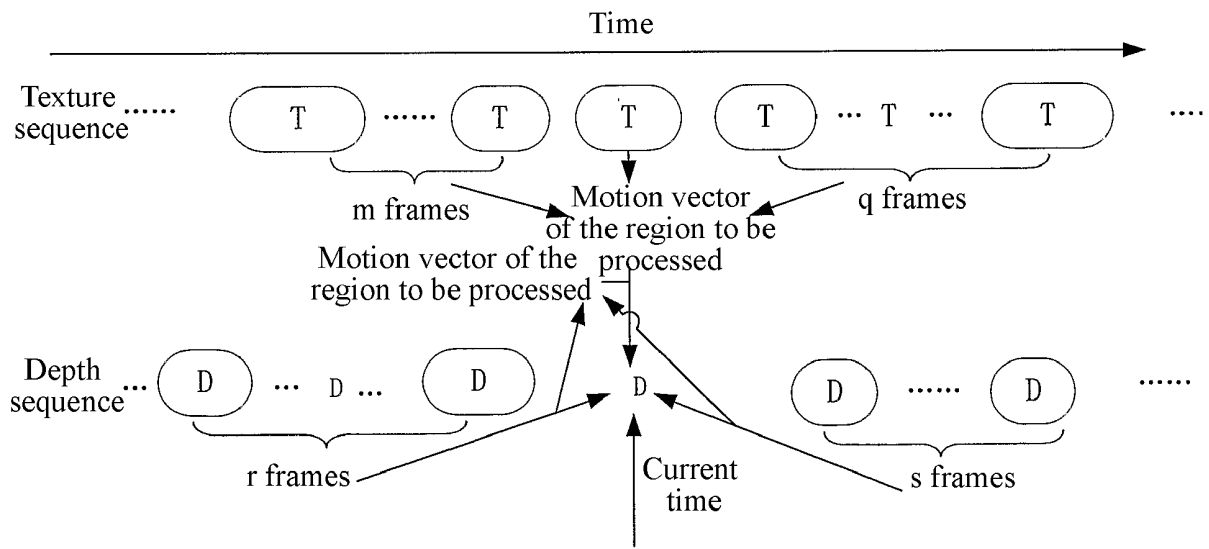 Time
Texture
sequence
...... T ...... T T T ... T ... T ....
m frames
q frames
Motion vector
of the region to be
processed
Motion vector of the
region to be processed
Depth
sequence
... D ... D ... D D D ...... D ......
r frames
s frames
Current
time